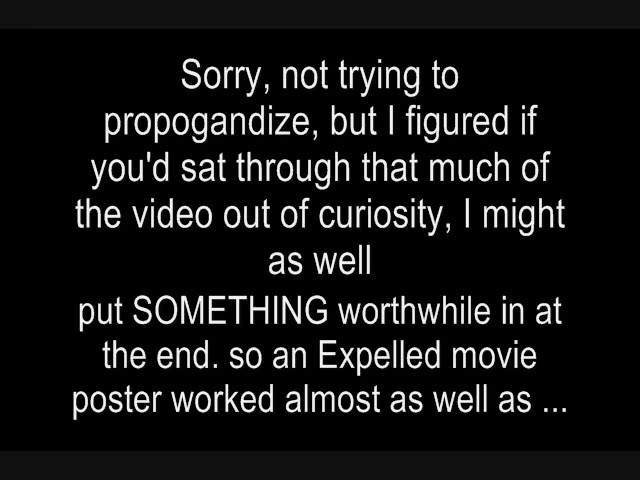 Sorry, not trying to
propogandize, but I figured if
you'd sat through that much of
the video out of curiosity, I might
as well
put SOMETHING worthwhile in at
the end. so an Expelled movie
poster worked almost as well as ...